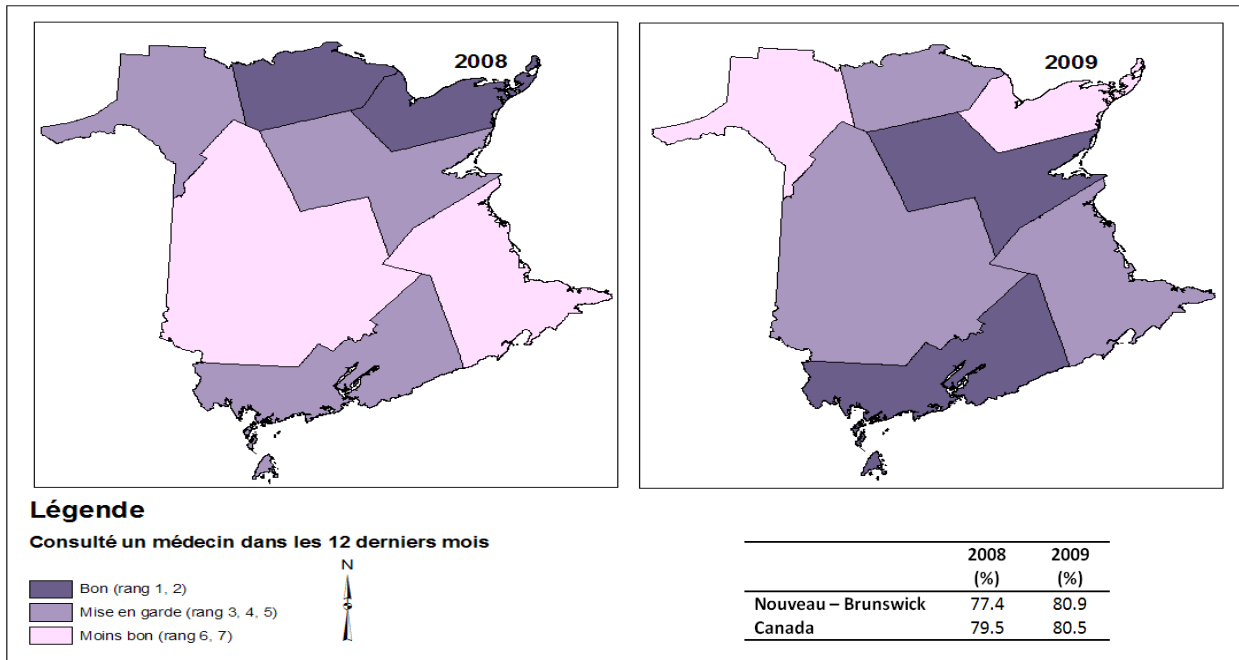 2008
2009
Légende
Consulté un médecin dans les 12 derniers mois
N
Bon (rang 1, 2)
Mise en garde (rang 3, 4, 5)
Moins bon (rang 6, 7)
2008 2009
(%) (%)
Nouveau – Brunswick 77.4 80.9
Canada 79.5 80.5